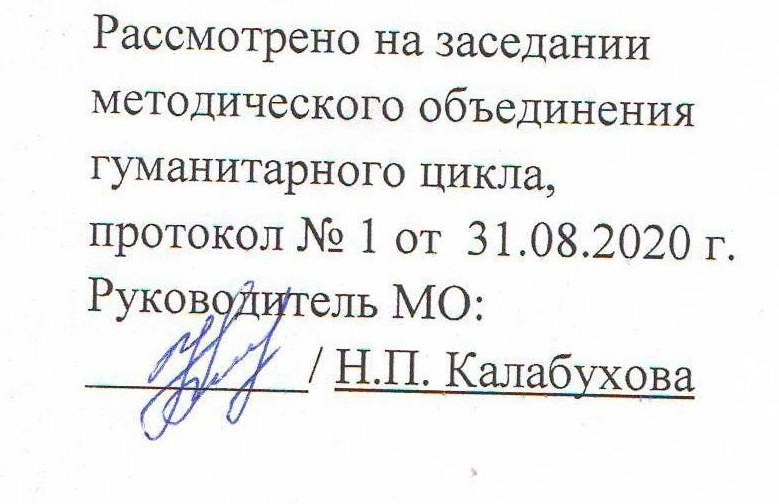 Рассмотрено на заседании
методического объединения
гуманитарного цикла,
протокол № 1 от 31.08.2020 г.
Руководитель МО:
/ Н.П. Калабухова